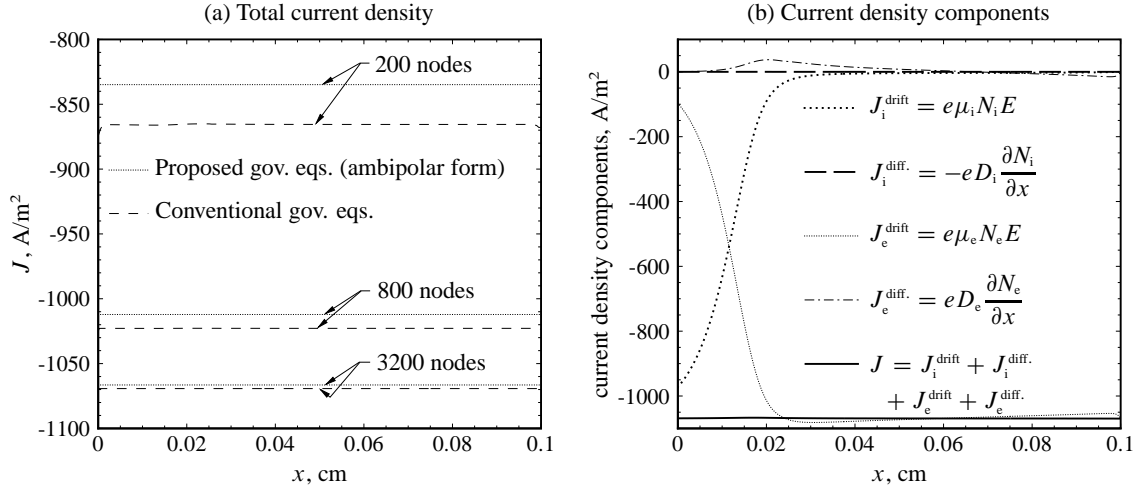 (a) Total current density
-800
-850
-900
-950
-1000
-1050
-1100
0
0.02
0.04
0.06
0.08
0.1
J, A/m²
x, cm
200 nodes
Proposed gov. eqs. (ambipolar form)
Conventional gov. eqs.
800 nodes
3200 nodes
(b) Current density components
0
-200
-400
-600
-800
-1000
0
0.02
0.04
0.06
0.08
0.1
current density components, A/m²
x, cm
J_i^drift = eμ_i N_i E
J_i^diff. = −eD_i ∂N_i/∂x
J_e^drift = eμ_e N_e E
J_e^diff. = eD_e ∂N_e/∂x
J = J_i^drift + J_i^diff.
+ J_e^drift + J_e^diff.